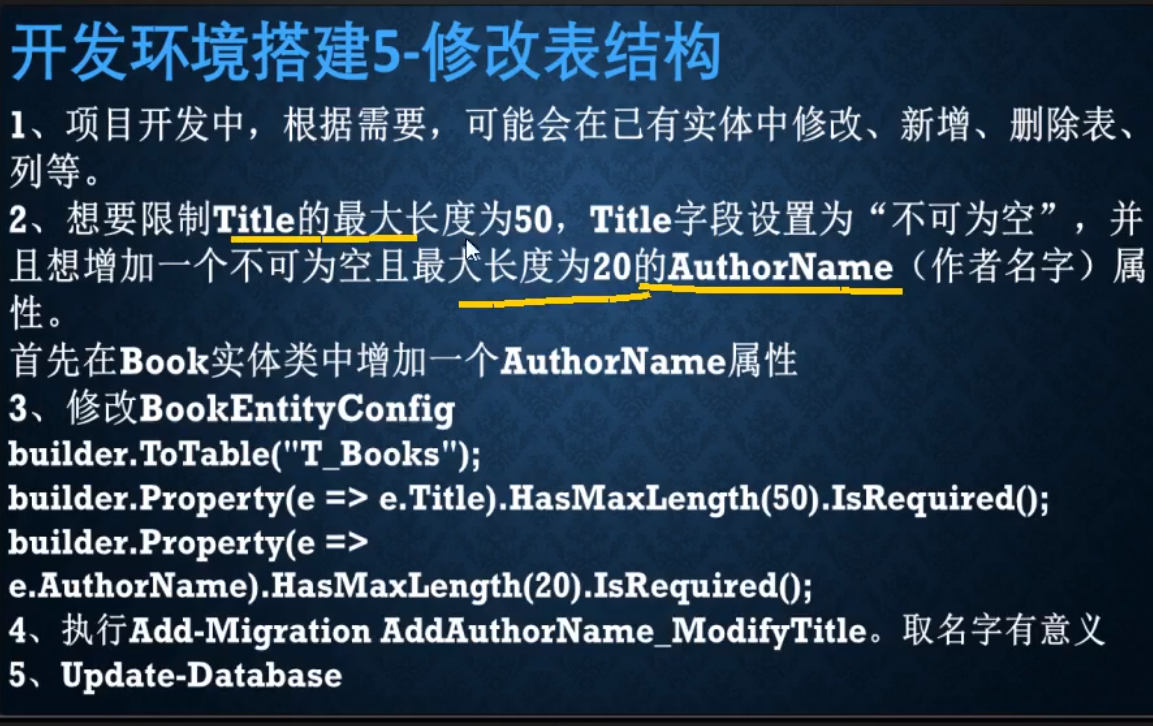 开发环境搭建5-修改表结构
1、项目开发中，根据需要，可能会在已有实体中修改、新增、删除表、
列等。
2、想要限制Title的最大长度为50，Title字段设置为“不可为空”，并
且想增加一个不可为空且最大长度为20的AuthorName（作者名字）属
性。
首先在Book实体类中增加一个AuthorName属性
3、修改BookEntityConfig
builder.ToTable("T_Books");
builder.Property(e => e.Title).HasMaxLength(50).IsRequired();
builder.Property(e =>
e.AuthorName).HasMaxLength(20).IsRequired();
4、执行Add-Migration AddAuthorName_ModifyTitle。取名字有意义
5、Update-Database